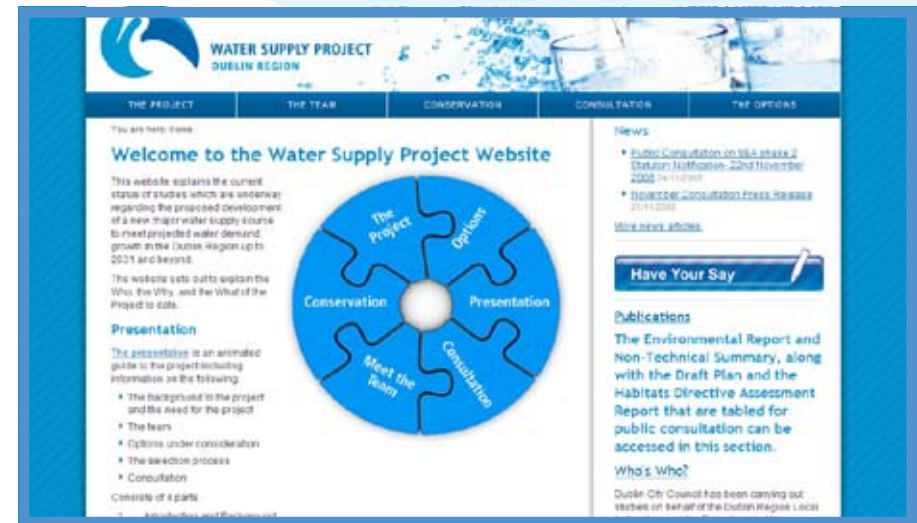 WATER SUPPLY PROJECT
DUBLIN REGION
THE PROJECT
THE TEAM
CONSERVATION
CONSULTATION
THE OPTIONS
You are here: Home
Welcome to the Water Supply Project Website
This website explains the current
status of studies which are underway
regarding the proposed development
of a new major water supply source
to meet projected water demand
growth in the Dublin Region up to
2031 and beyond.
The website sets out to explain the
Who, the Why, and the What of the
Project to date.
Presentation
The presentation is an animated
guide to the project including
information on the following:
The background to the project
and the need for the project
The team
Options under consideration
The selection process
Consultation
Consists of 4 parts
Introduction and Background
The
Project
Options
Conservation
Presentation
Meet the
Team
Consultation
News
Public Consultation on SEA phase 2
Statutory Notification- 22nd November
2008
November Consultation Press Release
More news articles.
Have Your Say
Publications
The Environmental Report and
Non-Technical Summary, along
with the Draft Plan and the
Habitats Directive Assessment
Report that are tabled for
public consultation can be
accessed in this section.
Who's Who?
Dublin City Council has been carrying out
studies on behalf of the Dublin Region Local